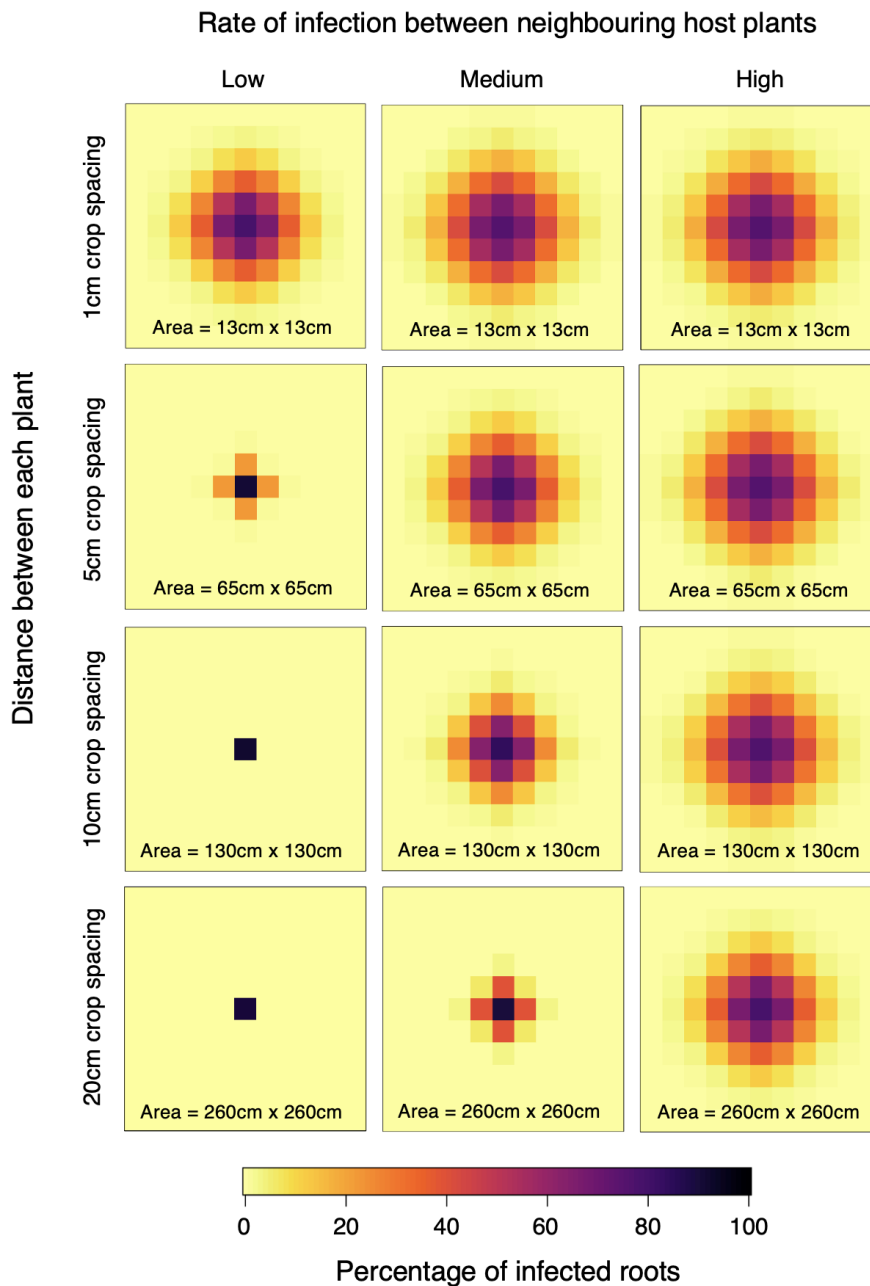 Rate of infection between neighbouring host plants
Low Medium High
Distance between each plant
1cm crop spacing
Area = 13cm x 13cm Area = 13cm x 13cm Area = 13cm x 13cm
5cm crop spacing
Area = 65cm x 65cm Area = 65cm x 65cm Area = 65cm x 65cm
10cm crop spacing
Area = 130cm x 130cm Area = 130cm x 130cm Area = 130cm x 130cm
20cm crop spacing
Area = 260cm x 260cm Area = 260cm x 260cm Area = 260cm x 260cm
0 20 40 60 80 100
Percentage of infected roots